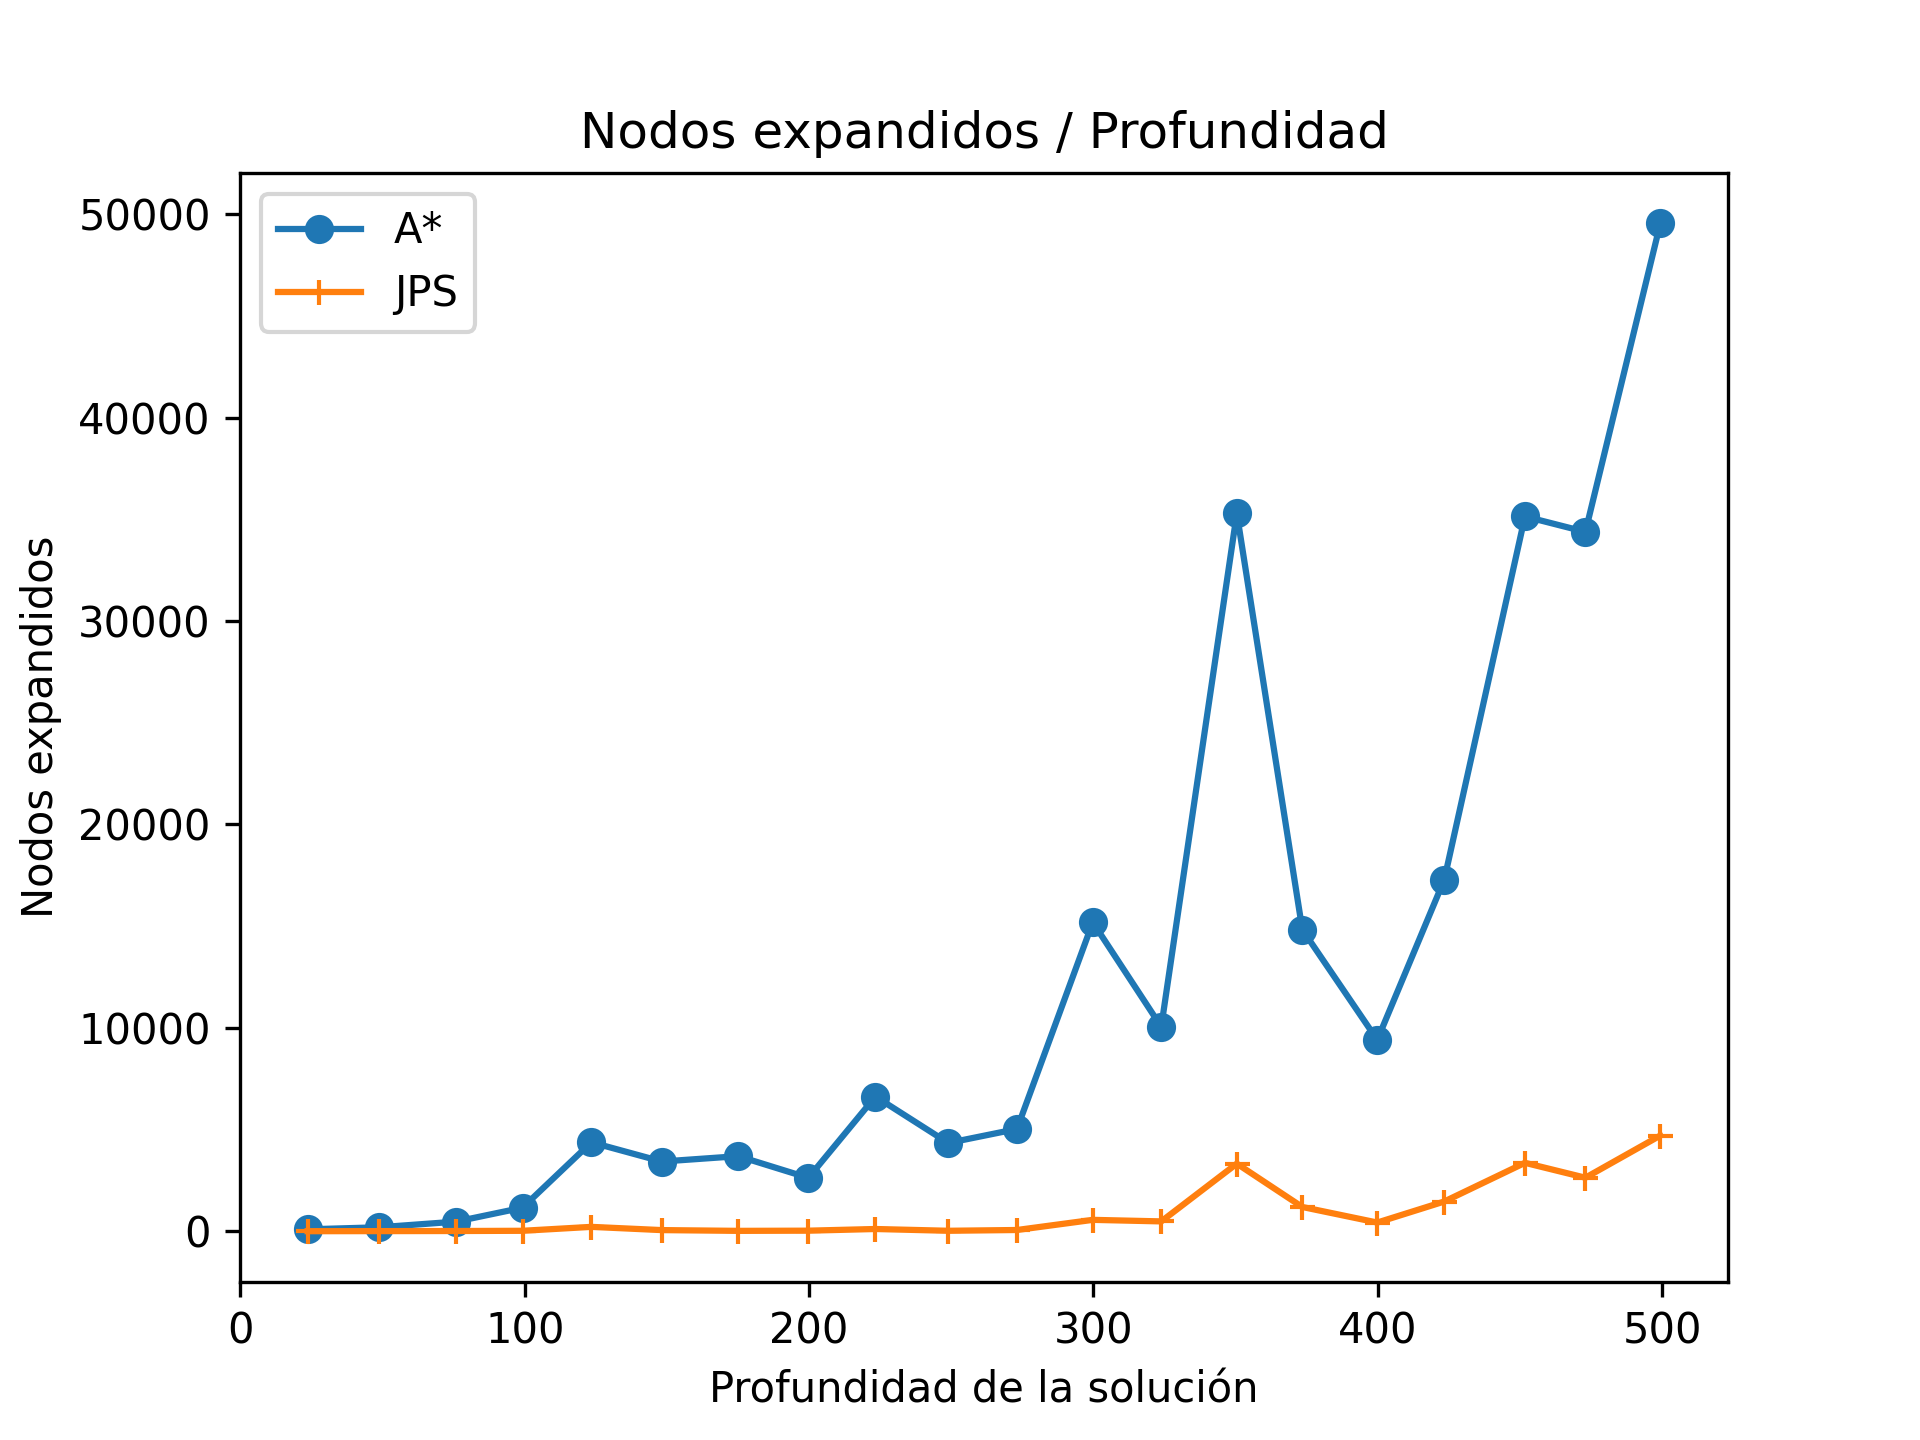 Nodos expandidos / Profundidad
A*
JPS
50000
40000
30000
20000
10000
0
Nodos expandidos
0 100 200 300 400 500
Profundidad de la solución